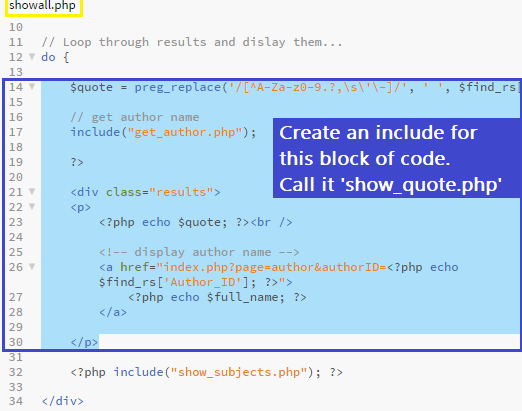 showall.php
10
11 // Loop through results and dislay them...
12 do {
13
14 $quote = preg_replace('/[^A-Za-z0-9.?,\s\'\-]/', ' ', $find_rs[
15
16 // get author name
17 include("get_author.php");
18
19 ?>
20
21 <div class="results">
22 <p>
23 <?php echo $quote; ?><br />
24
25 <!-- display author name -->
26 <a href="index.php?page=author&authorID=<?php echo
$find_rs['Author_ID']; ?>">
27 <?php echo $full_name; ?>
28 </a>
29
30 </p>
31
32 <?php include("show_subjects.php"); ?>
33
34 </div>
Create an include for
this block of code.
Call it 'show_quote.php'